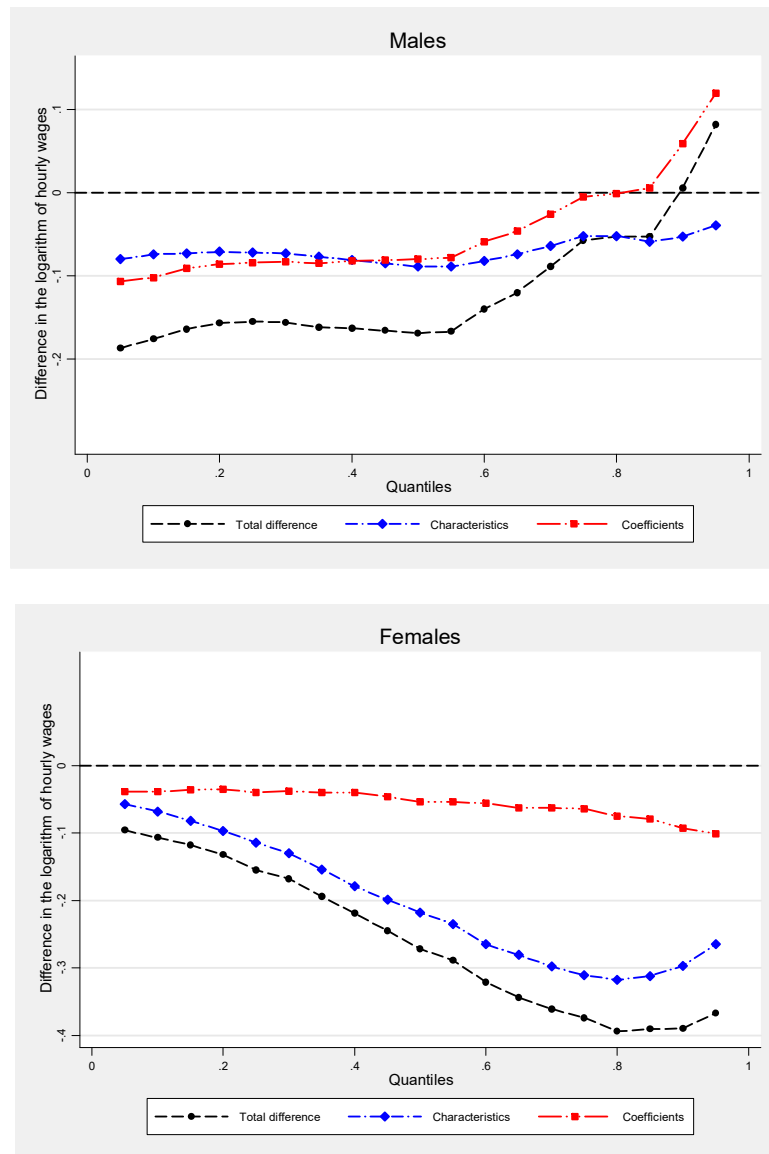 Males
Difference in the logarithm of hourly wages
.1
0
-.1
-.2
0 .2 .4 .6 .8 1
Quantiles
Total difference Characteristics Coefficients
Females
Difference in the logarithm of hourly wages
0
-.1
-.2
-.3
-.4
0 .2 .4 .6 .8 1
Quantiles
Total difference Characteristics Coefficients